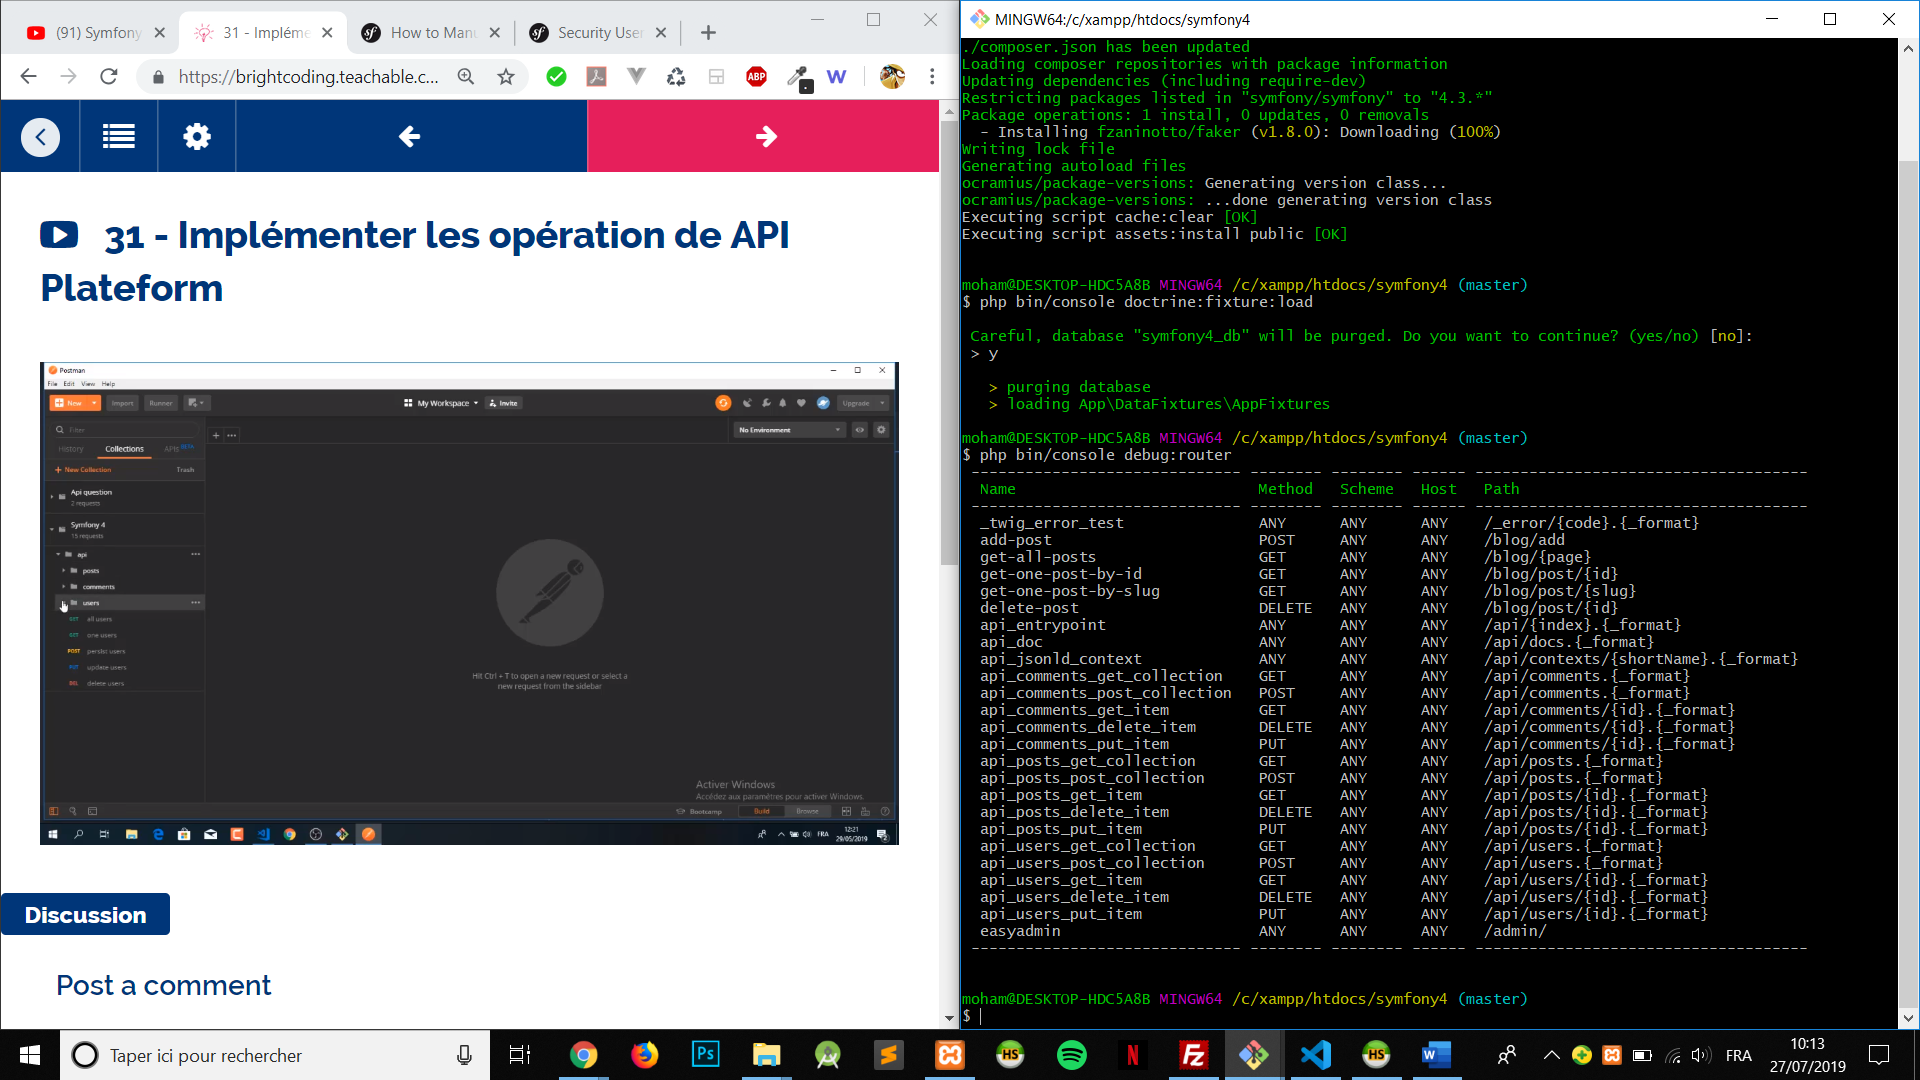 (91) Symfony
31 - Impléme
How to Manu
Security User
https://brightcoding.teachable.c...
ABP
31 - Implémenter les opération de API
Plateform
Postman
File Edit View Help
New
Import
Runner
My Workspace
Invite
Upgrade
Filter
No Environment
History
Collections
APIs BETA
+ New Collection
Trash
Api question
2 requests
Symfony 4
15 requests
api
posts
comments
users
GET all users
GET one users
POST persist users
PUT update users
DEL delete users
Hit Ctrl + T to open a new request or select a
new request from the sidebar
Activer Windows
Accédez aux paramètres pour activer Windows.
Bootcamp
Build
Browse
FRA
12:21
29/05/2019
Discussion
Post a comment
MINGW64:/c/xampp/htdocs/symfony4
./composer.json has been updated
Loading composer repositories with package information
Updating dependencies (including require-dev)
Restricting packages listed in "symfony/symfony" to "4.3.*"
Package operations: 1 install, 0 updates, 0 removals
- Installing fzaninotto/faker (v1.8.0): Downloading (100%)
Writing lock file
Generating autoload files
ocramius/package-versions: Generating version class...
ocramius/package-versions: ...done generating version class
Executing script cache:clear [OK]
Executing script assets:install public [OK]
moham@DESKTOP-HDC5A8B MINGW64 /c/xampp/htdocs/symfony4 (master)
$ php bin/console doctrine:fixture:load
Careful, database "symfony4_db" will be purged. Do you want to continue? (yes/no) [no]:
> y
> purging database
> loading App\DataFixtures\AppFixtures
moham@DESKTOP-HDC5A8B MINGW64 /c/xampp/htdocs/symfony4 (master)
$ php bin/console debug:router
Name Method Scheme Host Path
_twig_error_test ANY ANY ANY /_error/{code}.{_format}
add-post POST ANY ANY /blog/add
get-all-posts GET ANY ANY /blog/{page}
get-one-post-by-id GET ANY ANY /blog/post/{id}
get-one-post-by-slug GET ANY ANY /blog/post/{slug}
delete-post DELETE ANY ANY /blog/post/{id}
api_entrypoint ANY ANY ANY /api/{index}.{_format}
api_doc ANY ANY ANY /api/docs.{_format}
api_jsonld_context ANY ANY ANY /api/contexts/{shortName}.{_format}
api_comments_get_collection GET ANY ANY /api/comments.{_format}
api_comments_post_collection POST ANY ANY /api/comments.{_format}
api_comments_get_item GET ANY ANY /api/comments/{id}.{_format}
api_comments_delete_item DELETE ANY ANY /api/comments/{id}.{_format}
api_comments_put_item PUT ANY ANY /api/comments/{id}.{_format}
api_posts_get_collection GET ANY ANY /api/posts.{_format}
api_posts_post_collection POST ANY ANY /api/posts.{_format}
api_posts_get_item GET ANY ANY /api/posts/{id}.{_format}
api_posts_delete_item DELETE ANY ANY /api/posts/{id}.{_format}
api_posts_put_item PUT ANY ANY /api/posts/{id}.{_format}
api_users_get_collection GET ANY ANY /api/users.{_format}
api_users_post_collection POST ANY ANY /api/users.{_format}
api_users_get_item GET ANY ANY /api/users/{id}.{_format}
api_users_delete_item DELETE ANY ANY /api/users/{id}.{_format}
api_users_put_item PUT ANY ANY /api/users/{id}.{_format}
easyadmin ANY ANY ANY /admin/
moham@DESKTOP-HDC5A8B MINGW64 /c/xampp/htdocs/symfony4 (master)
$
Taper ici pour rechercher
Ps
HS
N
FZ
HS
W
FRA
10:13
27/07/2019